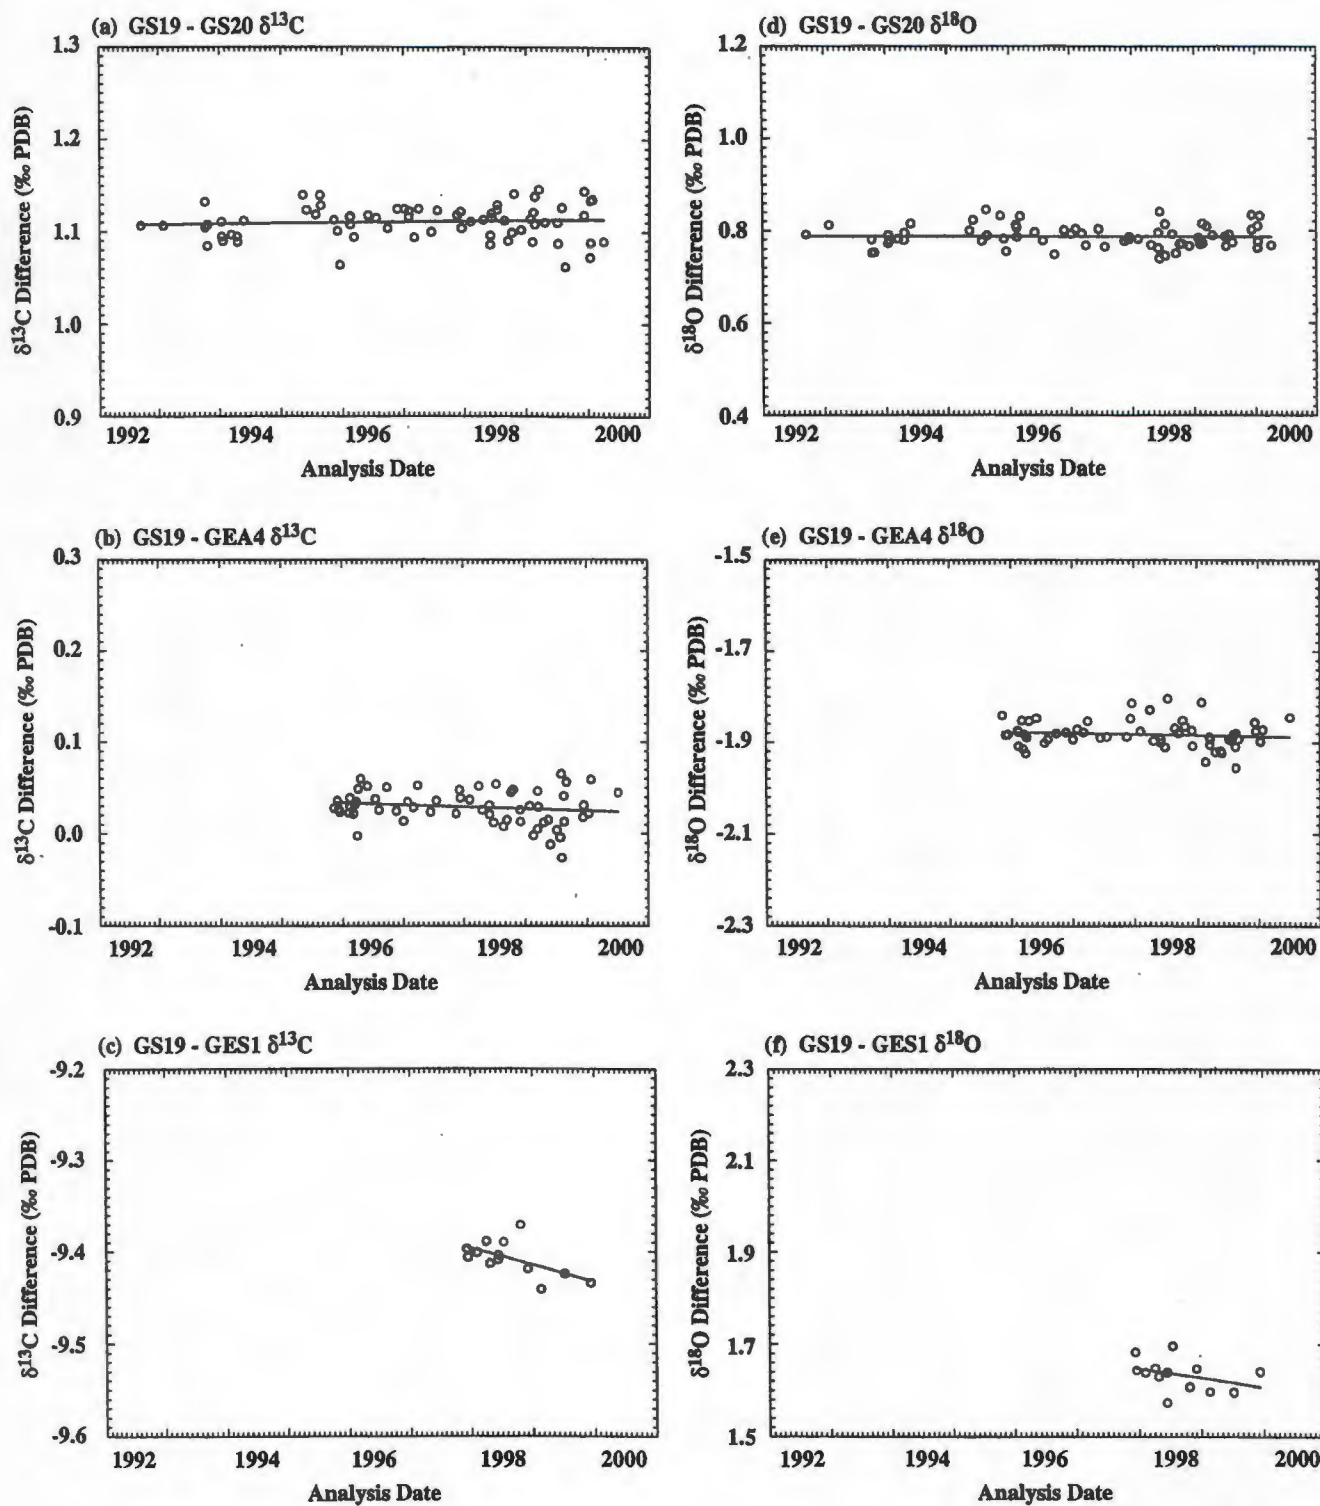 (a) GS19 - GS20 δ¹³C
1.3
1.2
1.1
1.0
0.9
δ¹³C Difference (‰ PDB)
1992 1994 1996 1998 2000
Analysis Date
(d) GS19 - GS20 δ¹⁸O
1.2
1.0
0.8
0.6
0.4
δ¹⁸O Difference (‰ PDB)
1992 1994 1996 1998 2000
Analysis Date
(b) GS19 - GEA4 δ¹³C
0.3
0.2
0.1
0.0
-0.1
δ¹³C Difference (‰ PDB)
1992 1994 1996 1998 2000
Analysis Date
(e) GS19 - GEA4 δ¹⁸O
-1.5
-1.7
-1.9
-2.1
-2.3
δ¹⁸O Difference (‰ PDB)
1992 1994 1996 1998 2000
Analysis Date
(c) GS19 - GES1 δ¹³C
-9.2
-9.3
-9.4
-9.5
-9.6
δ¹³C Difference (‰ PDB)
1992 1994 1996 1998 2000
Analysis Date
(f) GS19 - GES1 δ¹⁸O
2.3
2.1
1.9
1.7
1.5
δ¹⁸O Difference (‰ PDB)
1992 1994 1996 1998 2000
Analysis Date